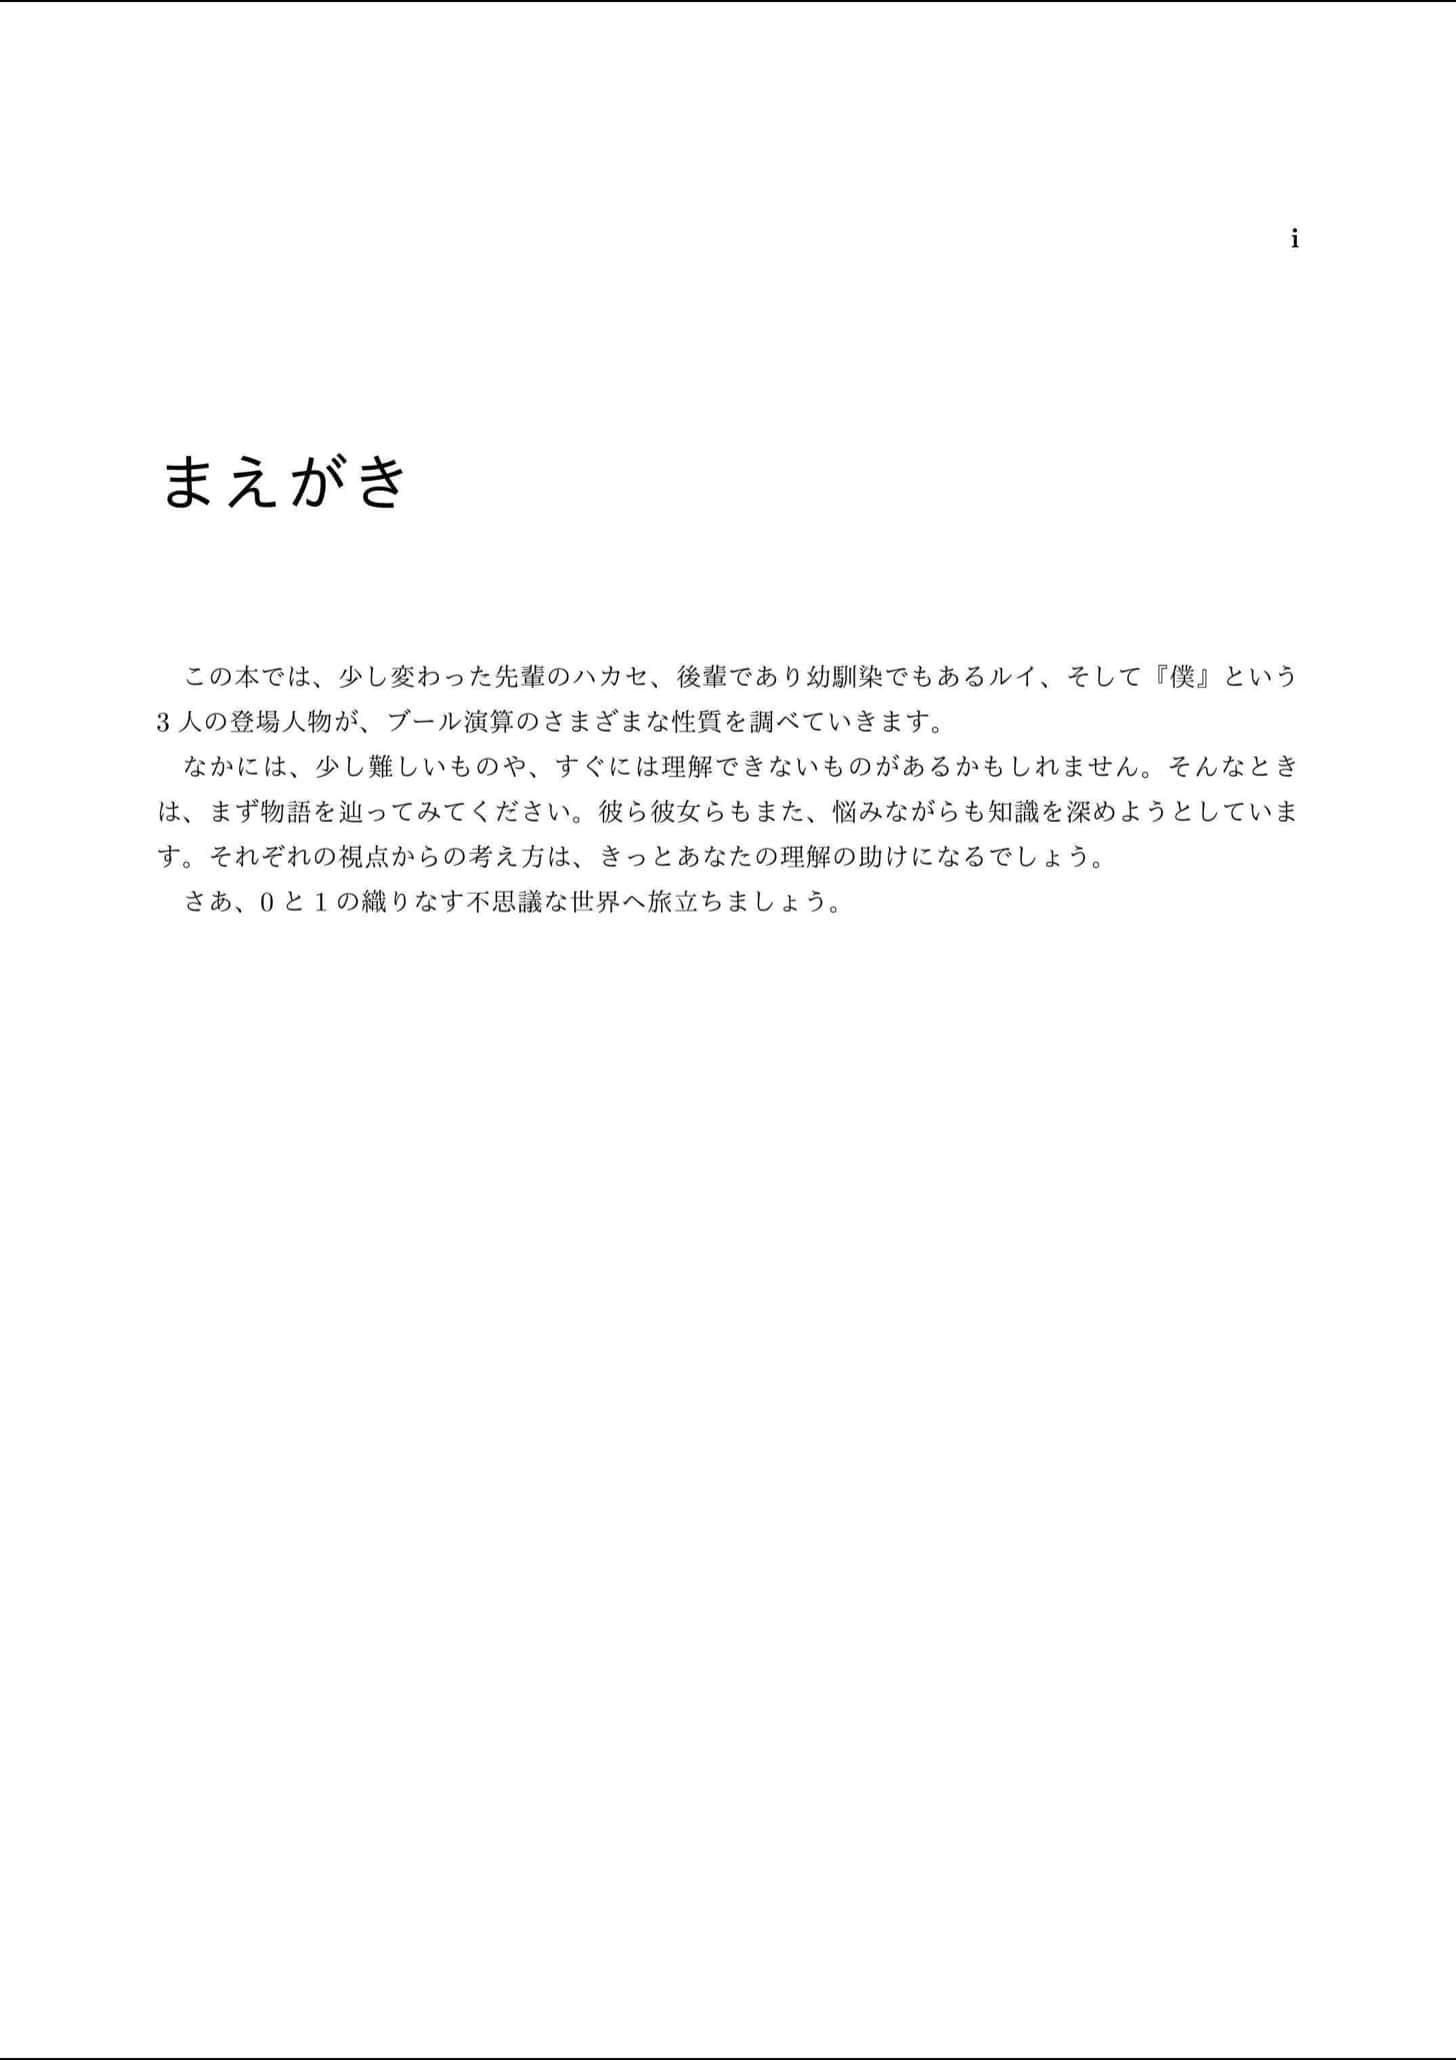 i
まえがき
この本では、少し変わった先輩のハカセ、後輩であり幼馴染でもあるルイ、そして『僕』という
3 人の登場人物が、ブール演算のさまざまな性質を調べていきます。
なかには、少し難しいものや、すぐには理解できないものがあるかもしれません。そんなとき
は、まず物語を辿ってみてください。彼ら彼女らもまた、悩みながらも知識を深めようとしていま
す。それぞれの視点からの考え方は、きっとあなたの理解の助けになるでしょう。
さあ、0 と 1 の織りなす不思議な世界へ旅立ちましょう。